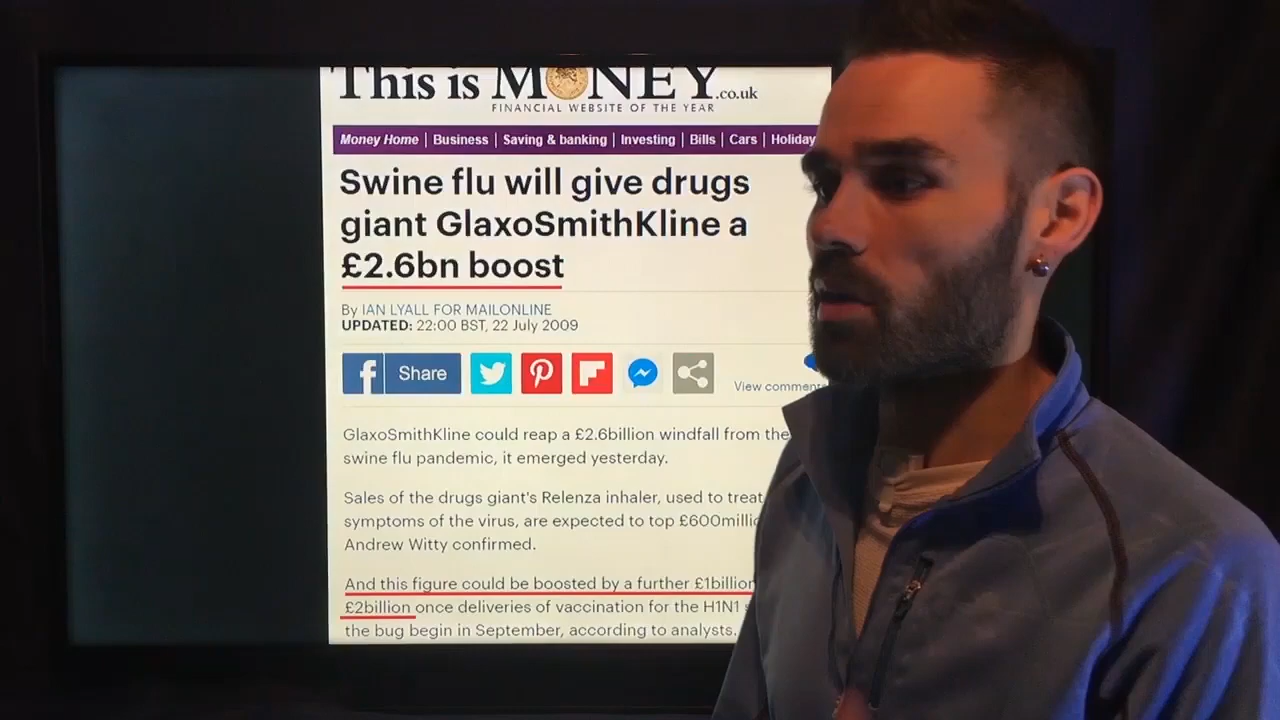 This is MONEY.co.uk
FINANCIAL WEBSITE OF THE YEAR
Money Home | Business | Saving & banking | Investing | Bills | Cars | Holiday
Swine flu will give drugs
giant GlaxoSmithKline a
£2.6bn boost
By IAN LYALL FOR MAILONLINE
UPDATED: 22:00 BST, 22 July 2009
f Share
View comments
GlaxoSmithKline could reap a £2.6billion windfall from the
swine flu pandemic, it emerged yesterday.
Sales of the drugs giant's Relenza inhaler, used to treat
symptoms of the virus, are expected to top £600millio
Andrew Witty confirmed.
And this figure could be boosted by a further £1billion
£2billion once deliveries of vaccination for the H1N1 s
the bug begin in September, according to analysts.